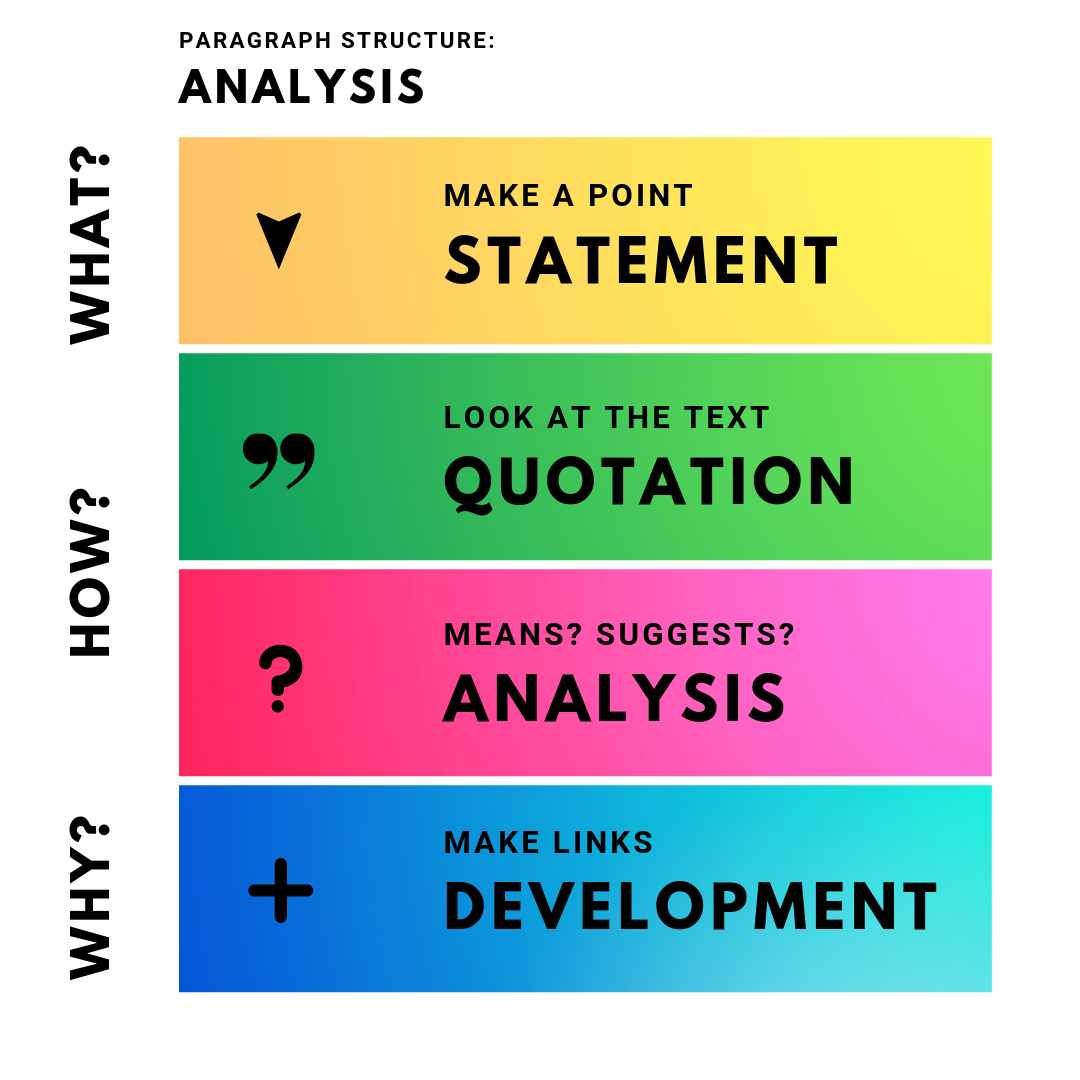 PARAGRAPH STRUCTURE:
ANALYSIS
WHAT?
MAKE A POINT
STATEMENT
HOW?
LOOK AT THE TEXT
QUOTATION
MEANS? SUGGESTS?
ANALYSIS
WHY?
MAKE LINKS
DEVELOPMENT